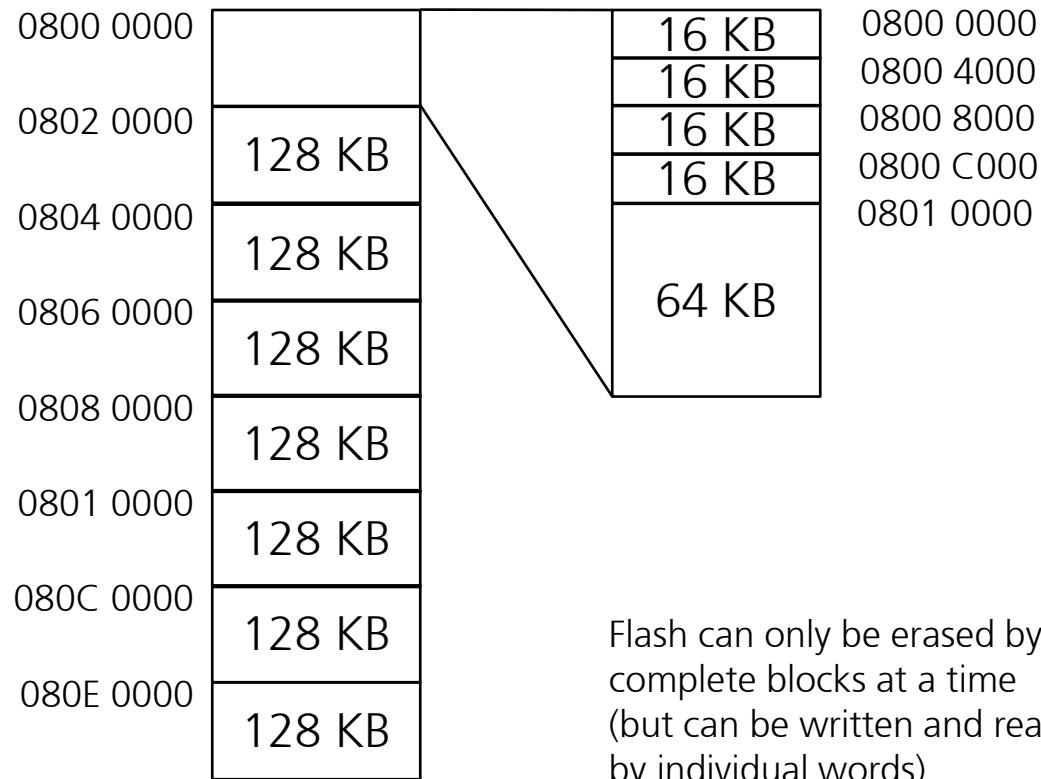 0800 0000
0802 0000
128 KB
0804 0000
128 KB
0806 0000
128 KB
0808 0000
128 KB
0801 0000
128 KB
080C 0000
128 KB
080E 0000
128 KB
16 KB
0800 0000
16 KB
0800 4000
16 KB
0800 8000
16 KB
0800 C000
0801 0000
64 KB
Flash can only be erased by
complete blocks at a time
(but can be written and rea
by individual words)